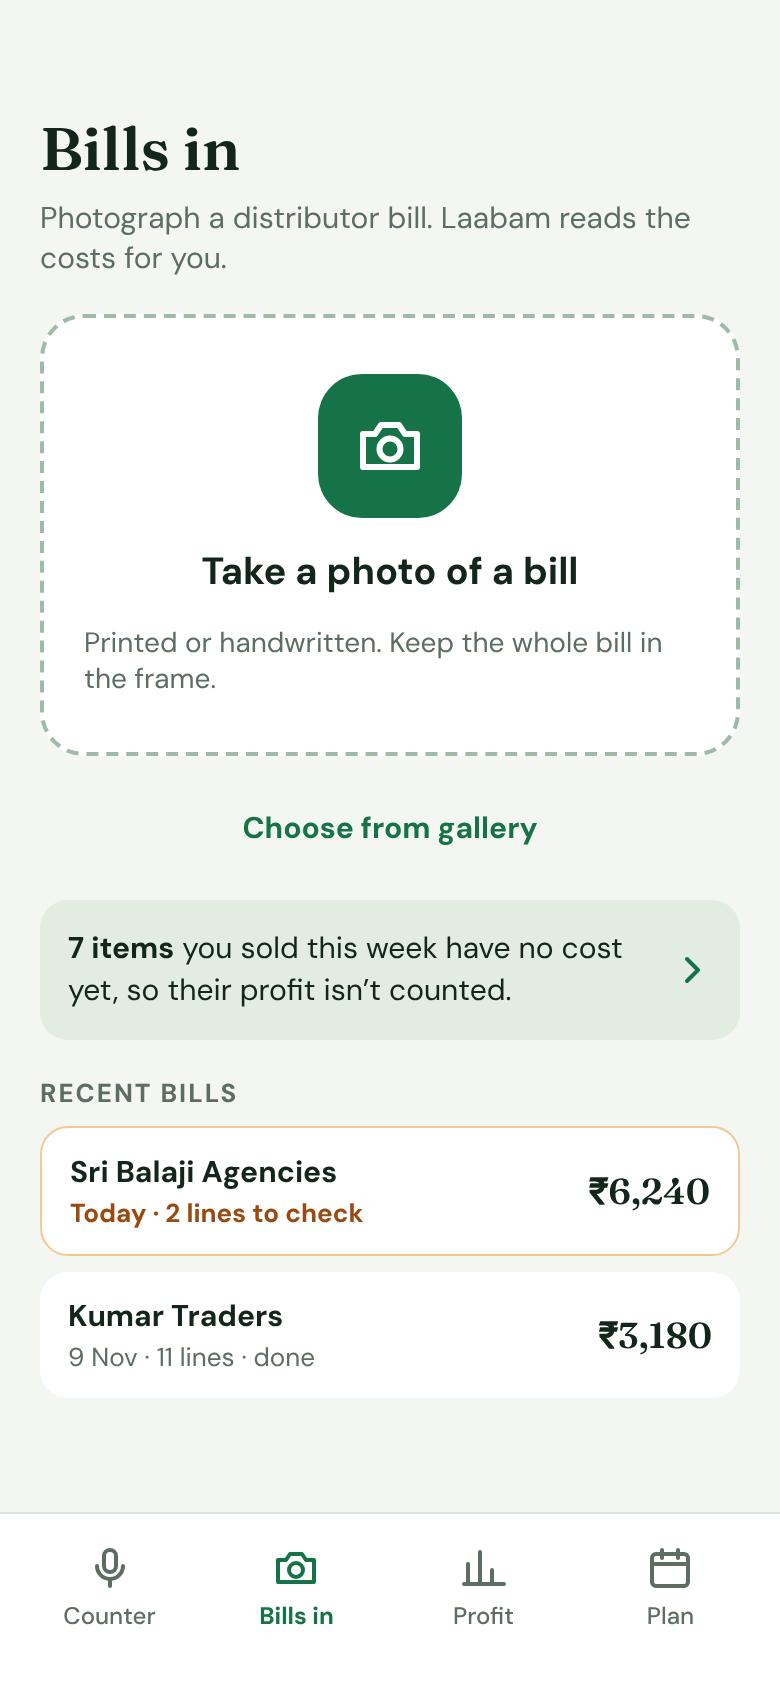 Bills in
Photograph a distributor bill. Laabam reads the
costs for you.
Take a photo of a bill
Printed or handwritten. Keep the whole bill in
the frame.
Choose from gallery
7 items you sold this week have no cost
yet, so their profit isn’t counted.
RECENT BILLS
Sri Balaji Agencies
₹6,240
Today · 2 lines to check
Kumar Traders
₹3,180
9 Nov · 11 lines · done
Counter
Bills in
Profit
Plan